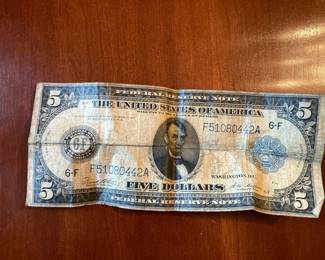 5 FEDERAL RESERVE NOTE 5
THE UNITED STATES OF AMERICA
F51080442A 6-F
6-F F51080442A
WASHINGTON, D.C.
5 FIVE DOLLARS 5
FEDERAL RESERVE NOTE